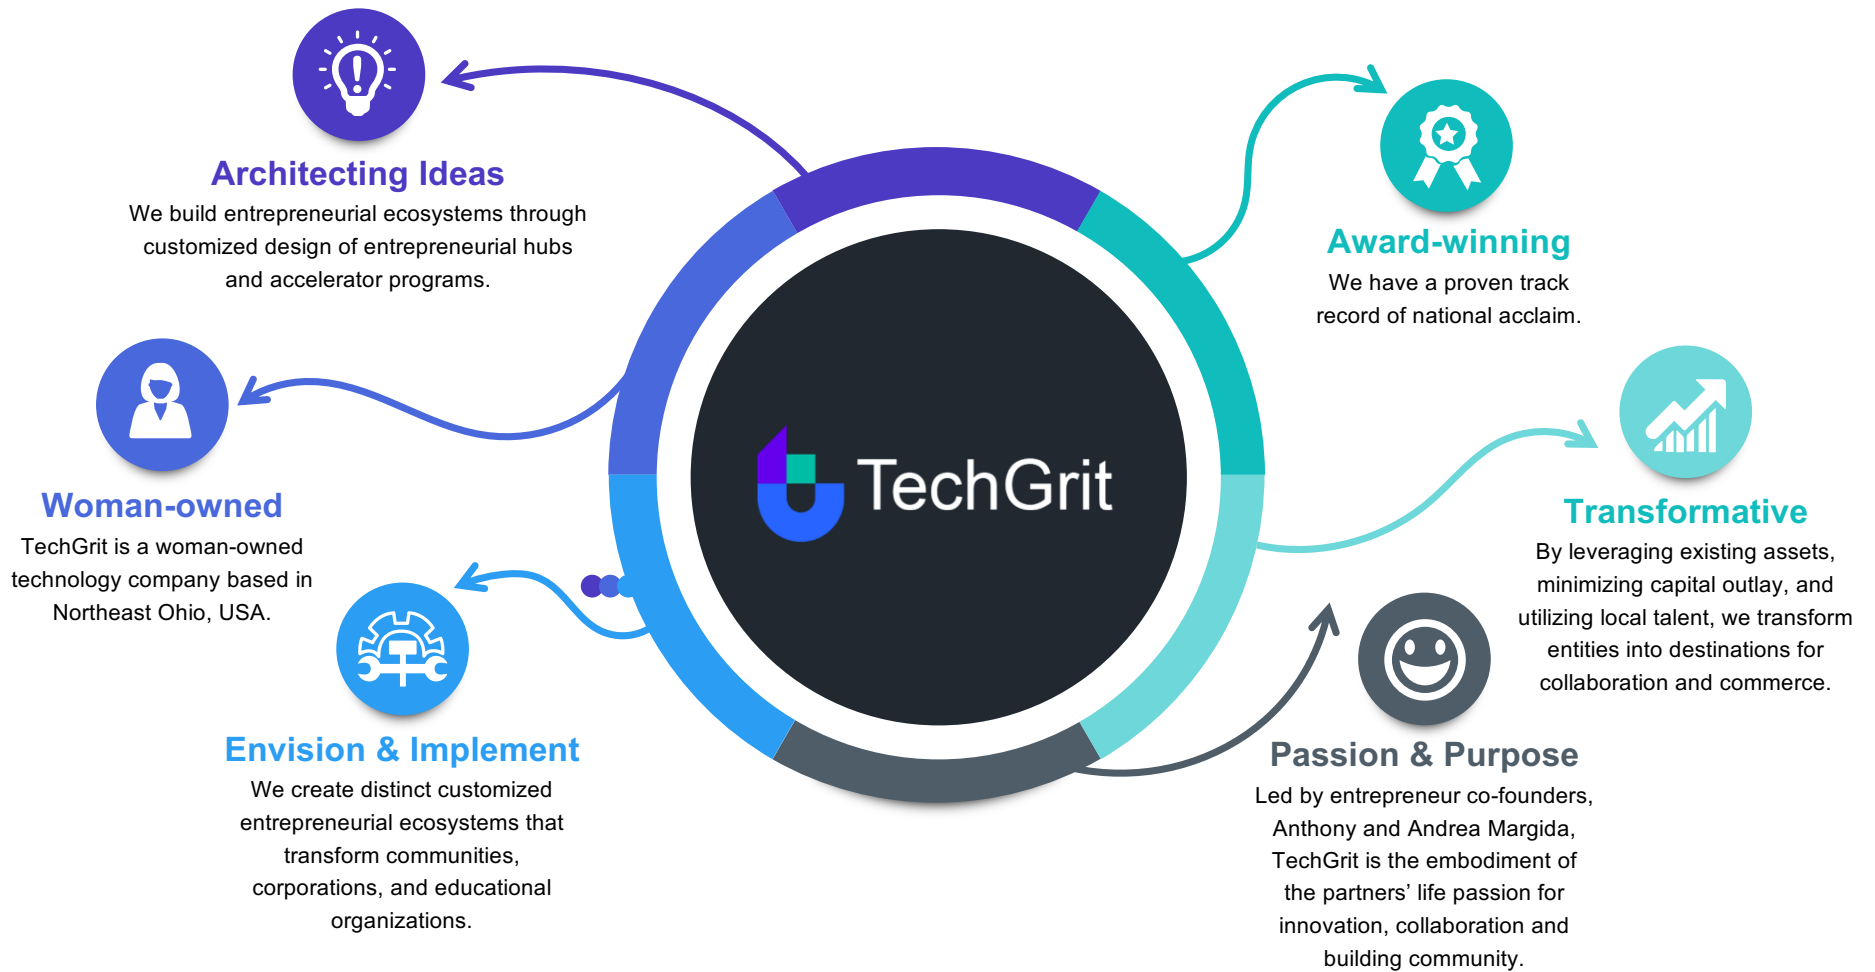 Architecting Ideas
We build entrepreneurial ecosystems through
customized design of entrepreneurial hubs
and accelerator programs.
Woman-owned
TechGrit is a woman-owned
technology company based in
Northeast Ohio, USA.
Envision & Implement
We create distinct customized
entrepreneurial ecosystems that
transform communities,
corporations, and educational
organizations.
TechGrit
Award-winning
We have a proven track
record of national acclaim.
Transformative
By leveraging existing assets,
minimizing capital outlay, and
utilizing local talent, we transform
entities into destinations for
collaboration and commerce.
Passion & Purpose
Led by entrepreneur co-founders,
Anthony and Andrea Margida,
TechGrit is the embodiment of
the partners’ life passion for
innovation, collaboration and
building community.